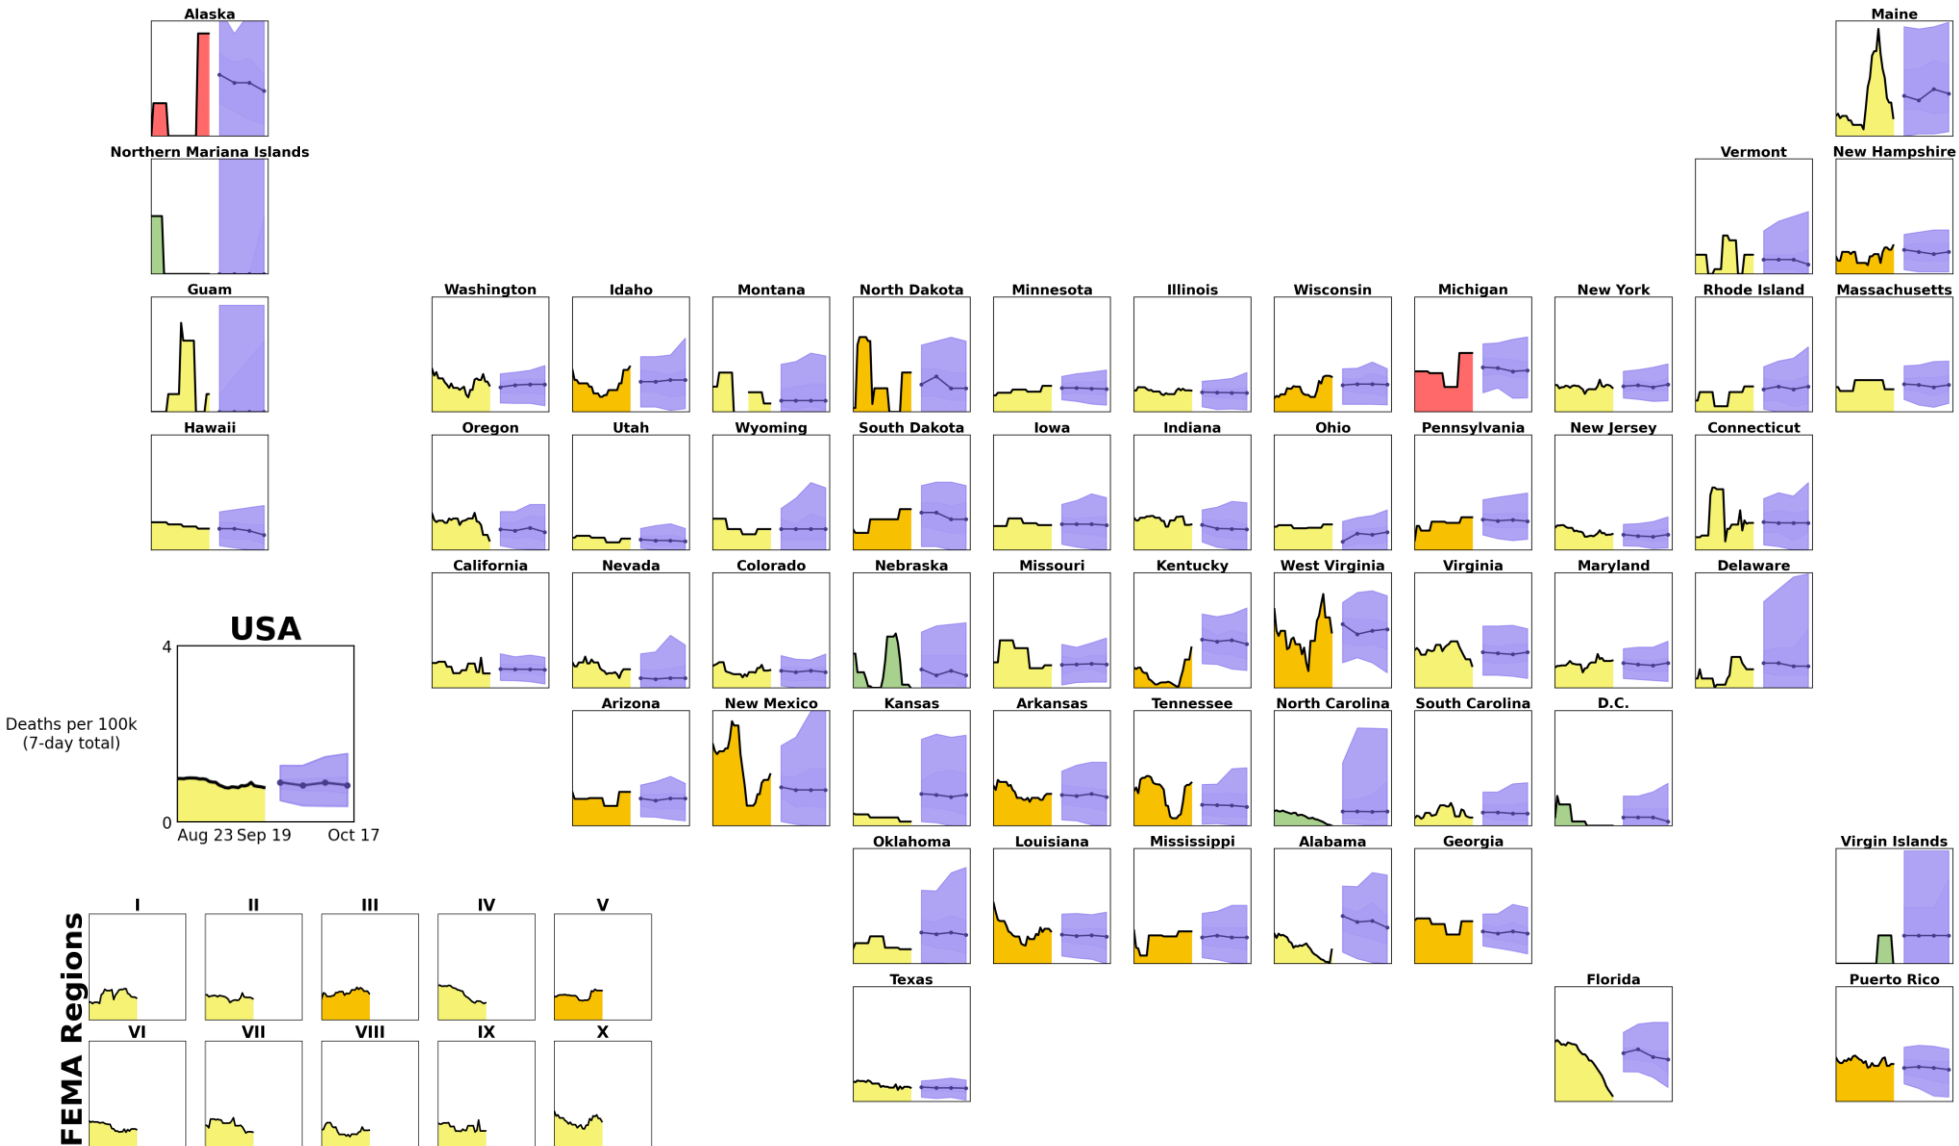 Alaska
Maine
Northern Mariana Islands
Vermont
New Hampshire
Guam
Washington
Idaho
Montana
North Dakota
Minnesota
Illinois
Wisconsin
Michigan
New York
Rhode Island
Massachusetts
Hawaii
Oregon
Utah
Wyoming
South Dakota
Iowa
Indiana
Ohio
Pennsylvania
New Jersey
Connecticut
California
Nevada
Colorado
Nebraska
Missouri
Kentucky
West Virginia
Virginia
Maryland
Delaware
USA
4
Deaths per 100k
(7-day total)
0
Aug 23 Sep 19 Oct 17
Arizona
New Mexico
Kansas
Arkansas
Tennessee
North Carolina
South Carolina
D.C.
Oklahoma
Louisiana
Mississippi
Alabama
Georgia
Virgin Islands
Texas
Florida
Puerto Rico
FEMA Regions
I
II
III
IV
V
VI
VII
VIII
IX
X